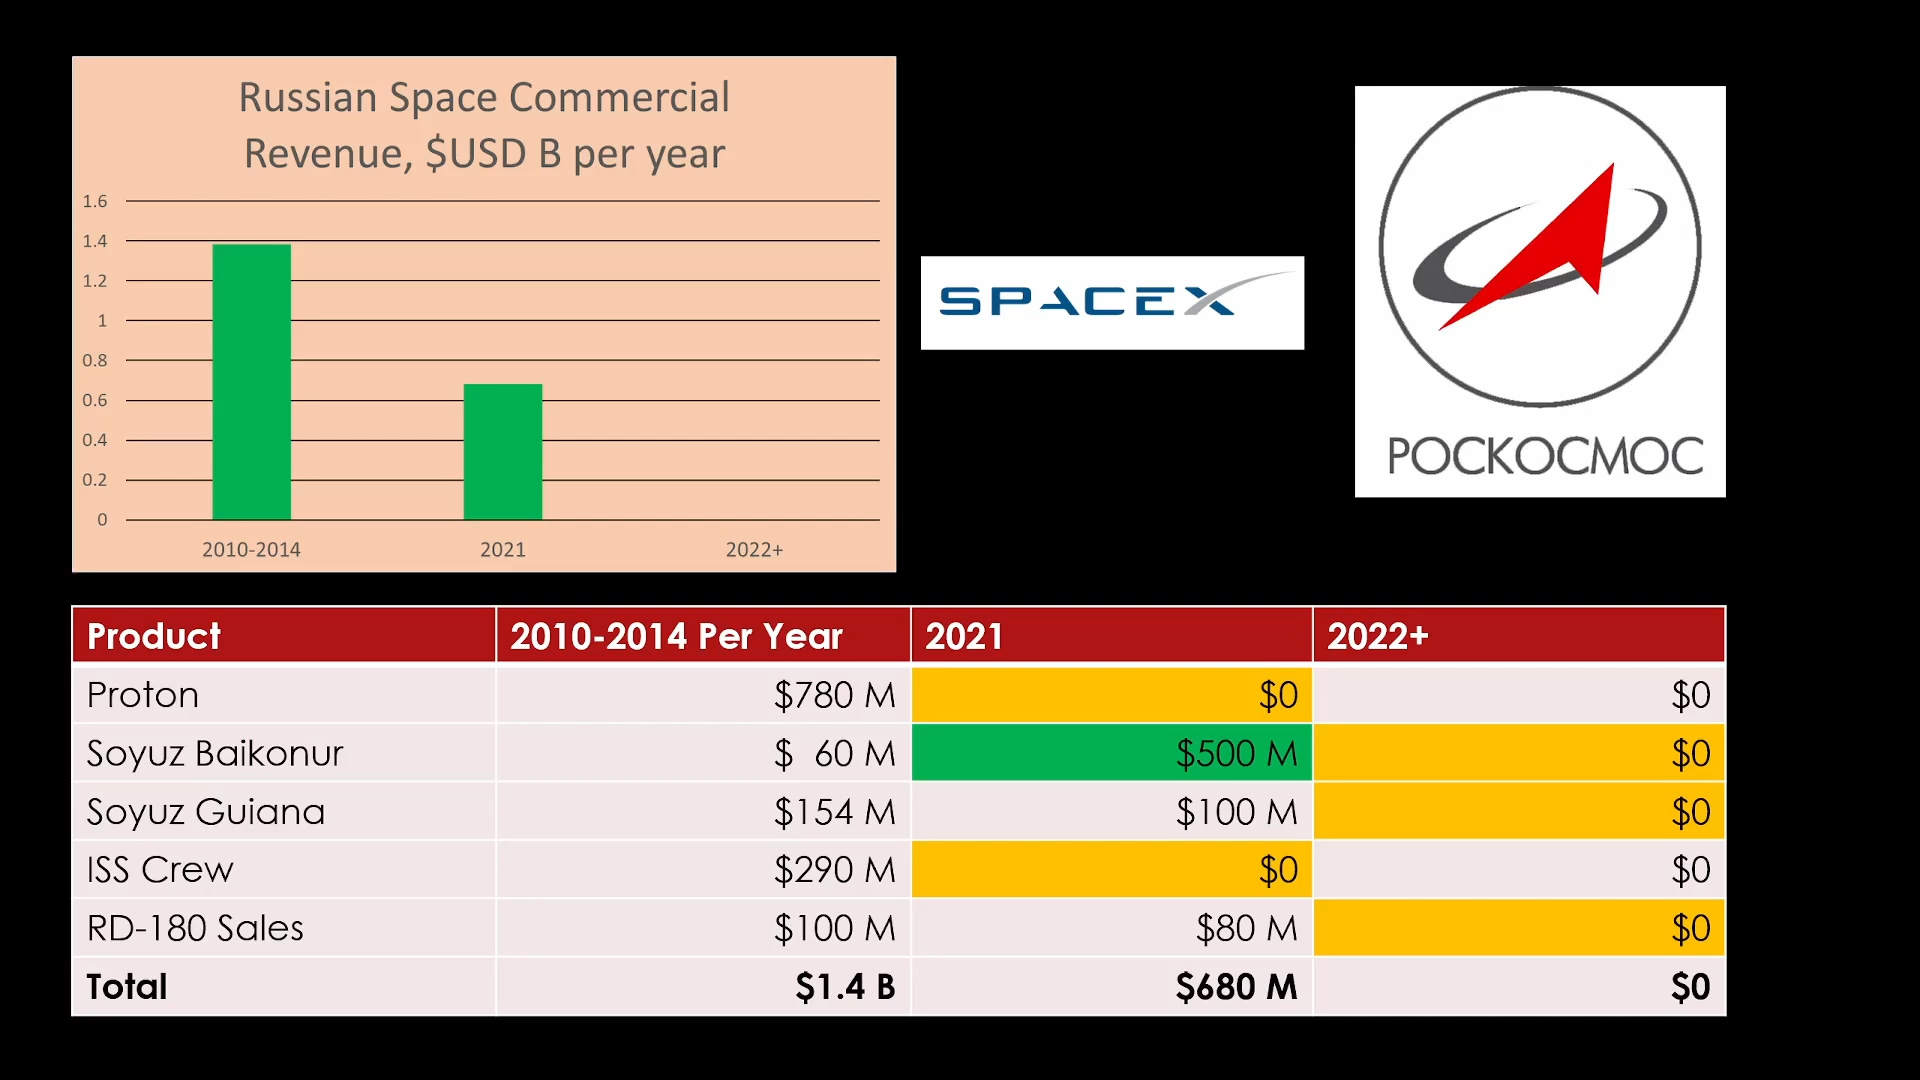 Russian Space Commercial
Revenue, $USD B per year
1.6
1.4
1.2
1
0.8
0.6
0.4
0.2
0
2010-2014 2021 2022+
SPACEX
РОСКОСМОС
Product 2010-2014 Per Year 2021 2022+
Proton $780 M $0 $0
Soyuz Baikonur $ 60 M $500 M $0
Soyuz Guiana $154 M $100 M $0
ISS Crew $290 M $0 $0
RD-180 Sales $100 M $80 M $0
Total $1.4 B $680 M $0